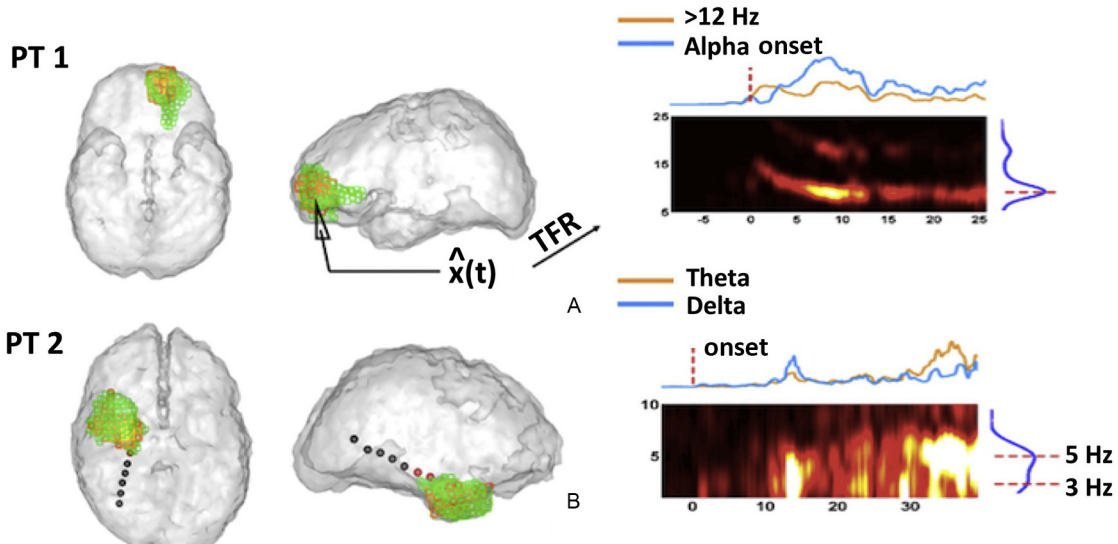 PT 1
>12 Hz
Alpha onset
25
15
5
-5 0 5 10 15 20 25
TFR
x̂(t)
A
Theta
Delta
PT 2
onset
10
5
0 10 20 30
5 Hz
3 Hz
B